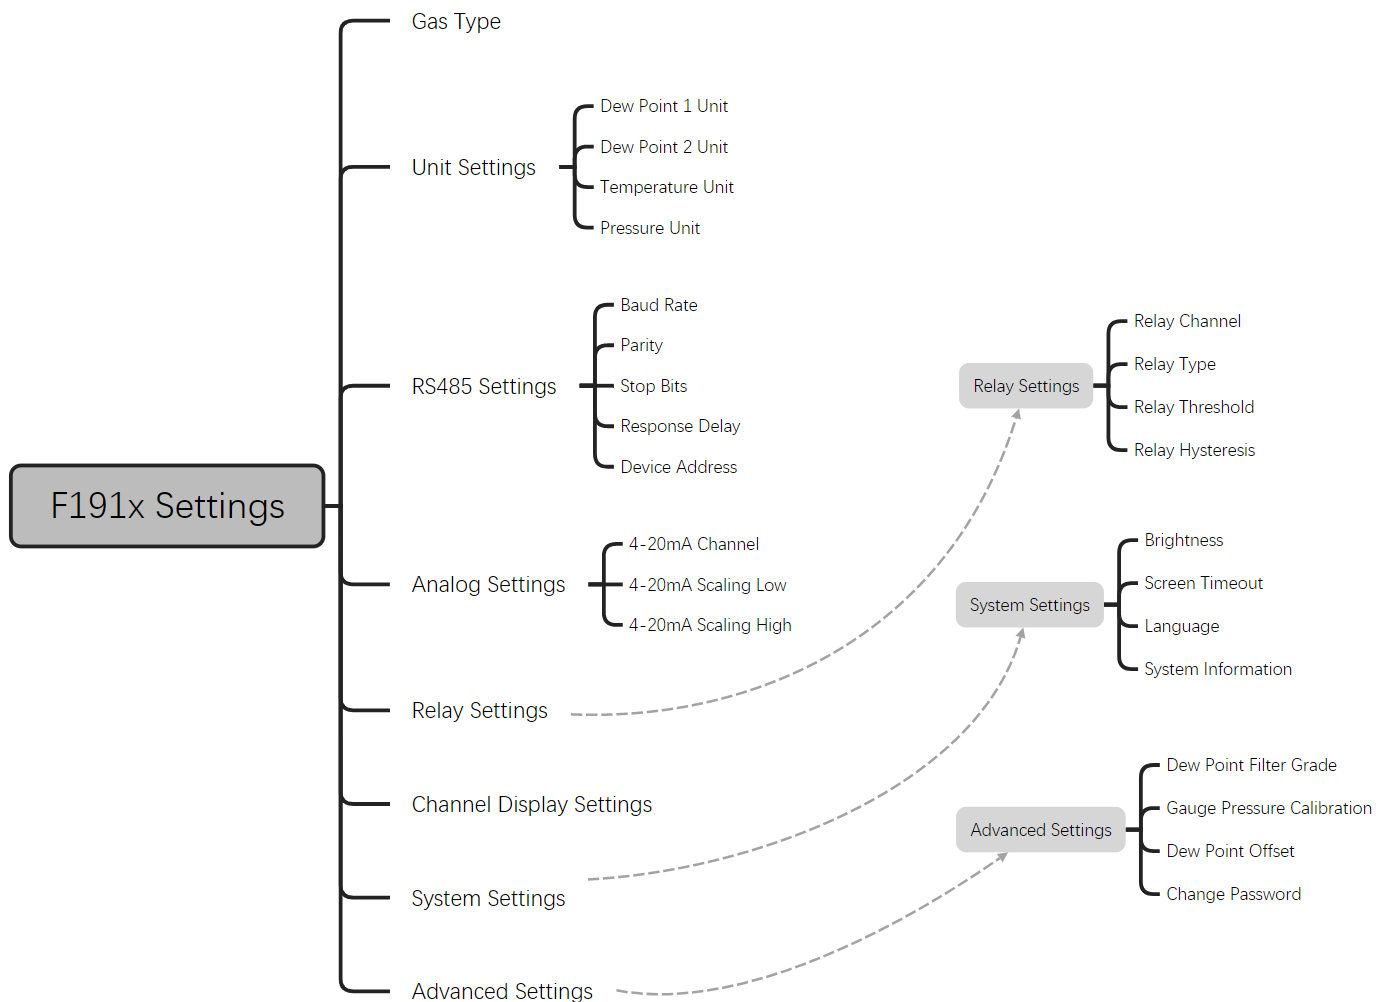 F191x Settings
Gas Type
Unit Settings
Dew Point 1 Unit
Dew Point 2 Unit
Temperature Unit
Pressure Unit
RS485 Settings
Baud Rate
Parity
Stop Bits
Response Delay
Device Address
Analog Settings
4-20mA Channel
4-20mA Scaling Low
4-20mA Scaling High
Relay Settings
Channel Display Settings
System Settings
Advanced Settings
Relay Settings
Relay Channel
Relay Type
Relay Threshold
Relay Hysteresis
System Settings
Brightness
Screen Timeout
Language
System Information
Advanced Settings
Dew Point Filter Grade
Gauge Pressure Calibration
Dew Point Offset
Change Password